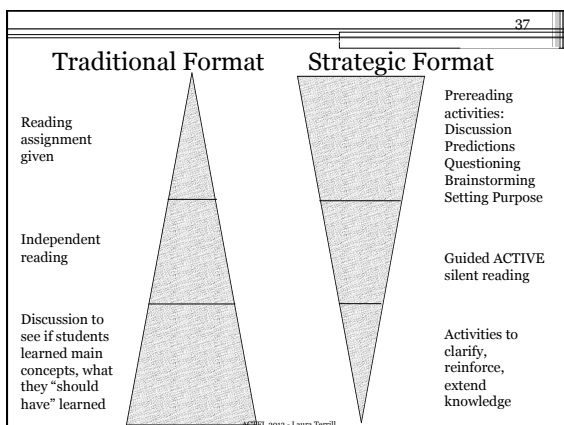 37
Traditional Format
Strategic Format
Reading
assignment
given
Independent
reading
Discussion to
see if students
learned main
concepts, what
they “should
have” learned
Prereading
activities:
Discussion
Predictions
Questioning
Brainstorming
Setting Purpose
Guided ACTIVE
silent reading
Activities to
clarify,
reinforce,
extend
knowledge
ACTFL 2012 - Laura Terrill